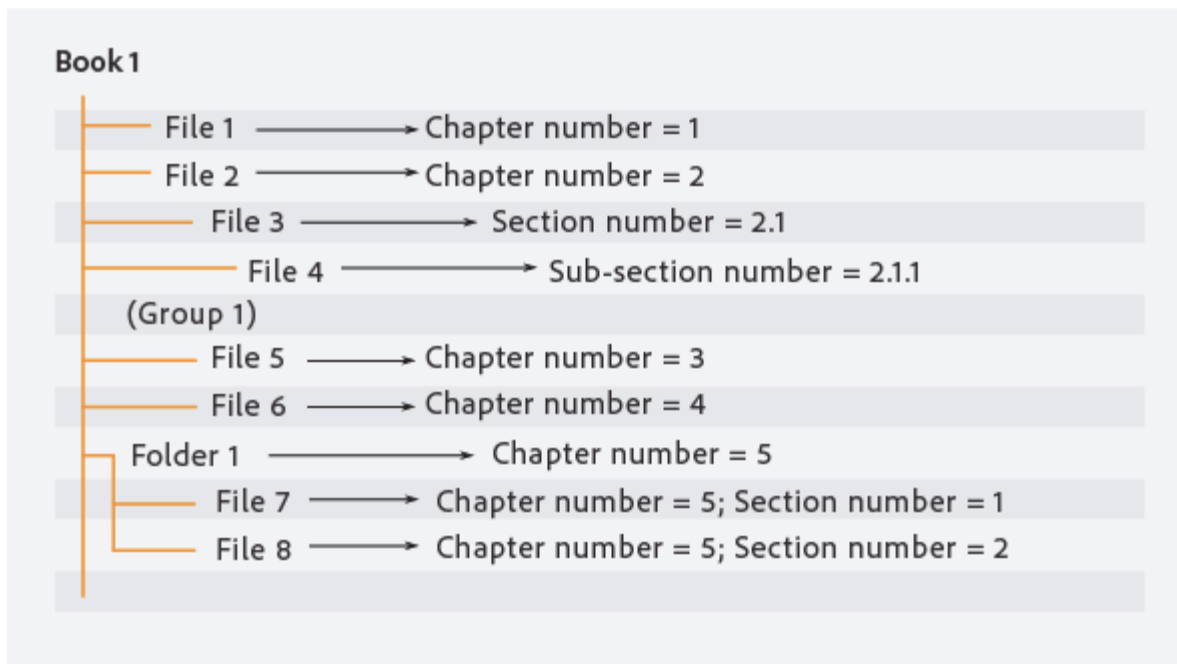 Book 1
File 1 Chapter number = 1
File 2 Chapter number = 2
File 3 Section number = 2.1
File 4 Sub-section number = 2.1.1
(Group 1)
File 5 Chapter number = 3
File 6 Chapter number = 4
Folder 1 Chapter number = 5
File 7 Chapter number = 5; Section number = 1
File 8 Chapter number = 5; Section number = 2